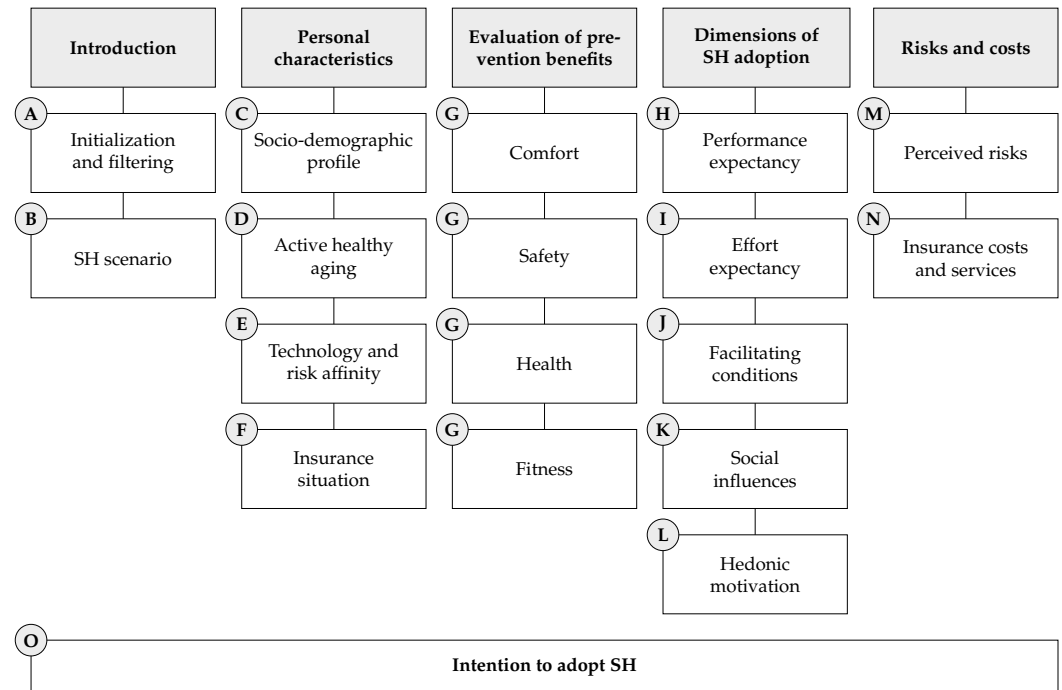 Introduction
Personal
characteristics
Evaluation of pre-
vention benefits
Dimensions of
SH adoption
Risks and costs
A
Initialization
and filtering
B
SH scenario
C
Socio-demographic
profile
D
Active healthy
aging
E
Technology and
risk affinity
F
Insurance
situation
G
Comfort
G
Safety
G
Health
G
Fitness
H
Performance
expectancy
I
Effort
expectancy
J
Facilitating
conditions
K
Social
influences
L
Hedonic
motivation
M
Perceived risks
N
Insurance costs
and services
O
Intention to adopt SH